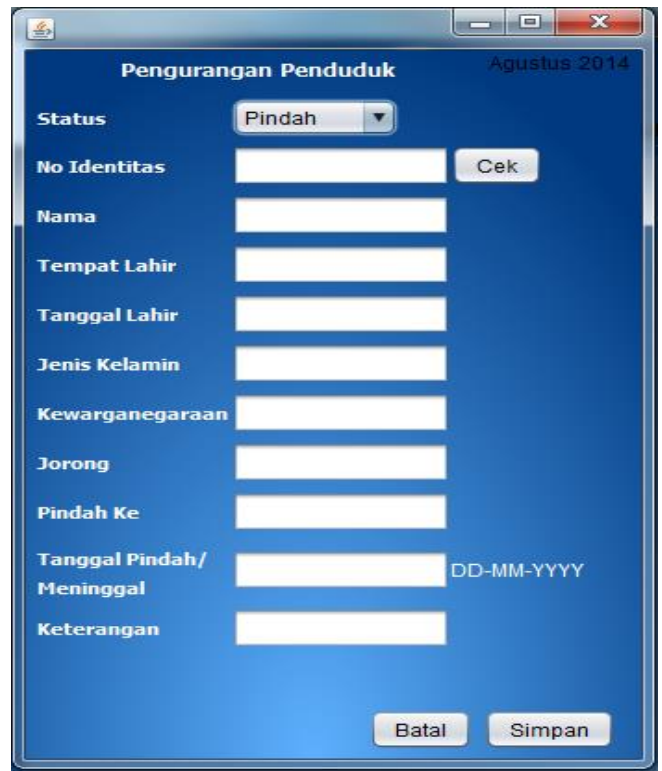 Pengurangan Penduduk Agustus 2014
Status Pindah
No Identitas Cek
Nama
Tempat Lahir
Tanggal Lahir
Jenis Kelamin
Kewarganegaraan
Jorong
Pindah Ke
Tanggal Pindah/
Meninggal DD-MM-YYYY
Keterangan
Batal Simpan